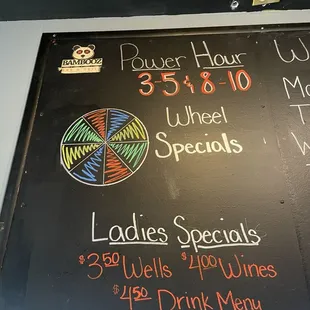 BAMBOOZ
Power Hour
3-5 & 8-10
Wheel
Specials
Ladies Specials
$3.50 Wells $4.00 Wines
$4.50 Drink Menu
W
M
T
W